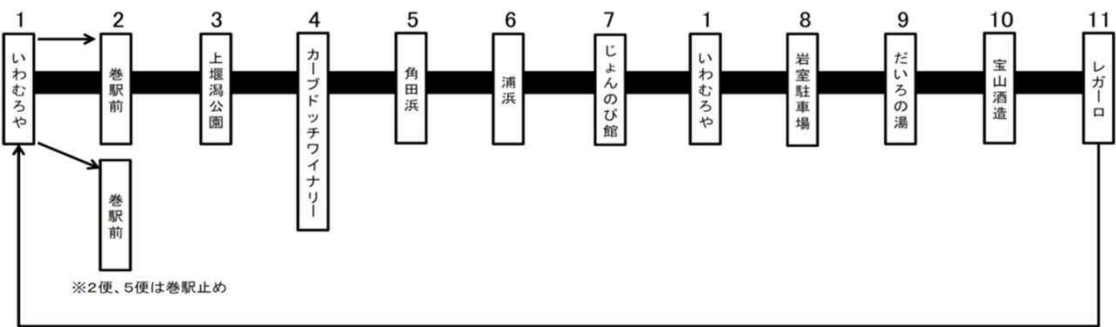 1 2 3 4 5 6 7 1 8 9 10 11
いわむろや
巻駅前
上堰潟公園
カーブドッチワイナリー
角田浜
浦浜
じょんのび館
いわむろや
岩室駐車場
だいろの湯
宝山酒造
レガーロ
巻駅前
※2便、5便は巻駅止め